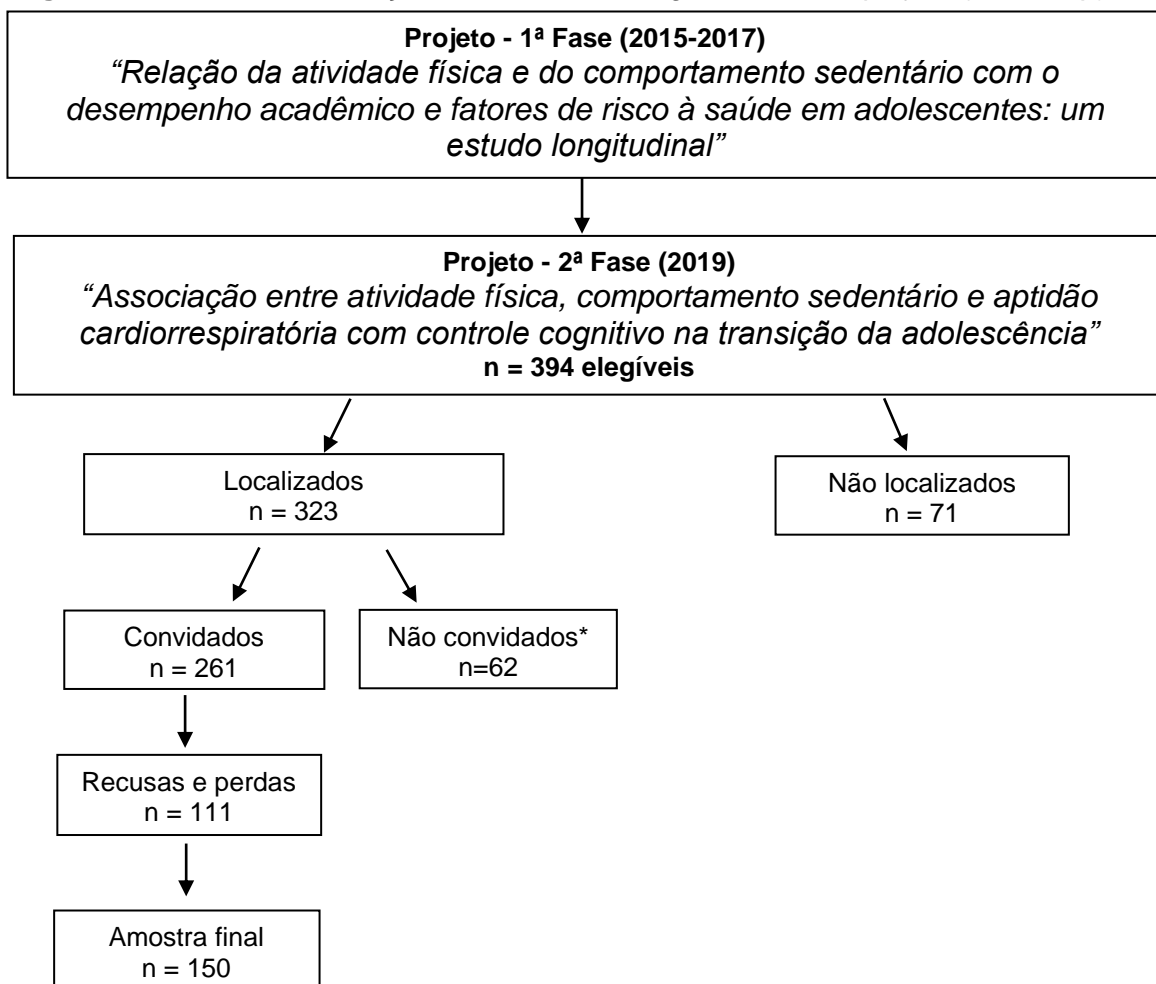 Projeto - 1ª Fase (2015-2017)
“Relação da atividade física e do comportamento sedentário com o
desempenho acadêmico e fatores de risco à saúde em adolescentes: um
estudo longitudinal”
Projeto - 2ª Fase (2019)
“Associação entre atividade física, comportamento sedentário e aptidão
cardiorrespiratória com controle cognitivo na transição da adolescência”
n = 394 elegíveis
Localizados
n = 323
Não localizados
n = 71
Convidados
n = 261
Não convidados*
n=62
Recusas e perdas
n = 111
Amostra final
n = 150